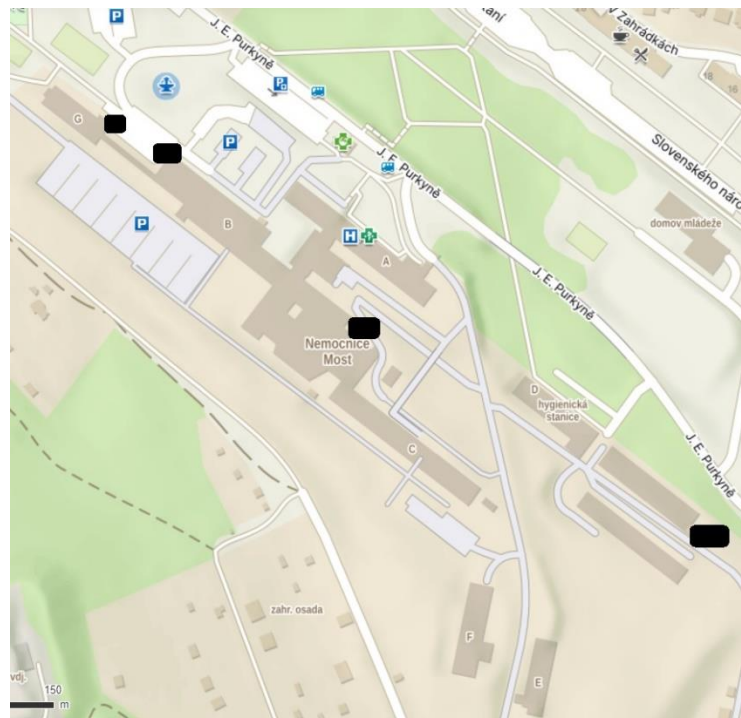 P
J. E. Purkyně
kaní
V Zahrádkách
18
16
P
G
P
J. E. Purkyně
Slovenského náro
domov mládeže
P
B
H
A
J. E. Purkyně
Nemocnice
Most
D
hygienická
stanice
C
J. E. Purkyně
zahr. osada
F
E
vdj.
150
m